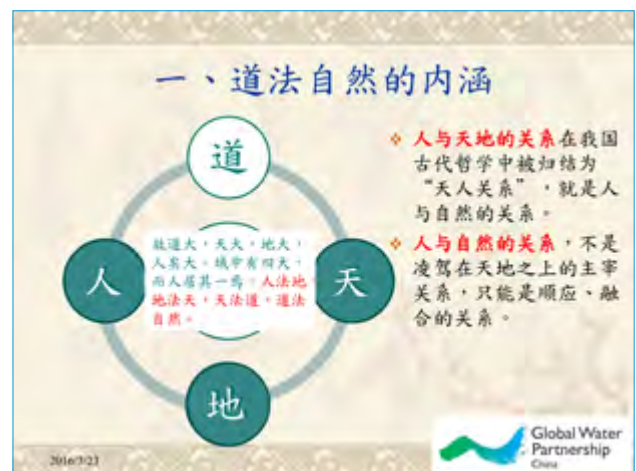 一、道法自然的内涵
道
人
天
地
故道大，天大，地大，
人矣大。域中有四大，
而人居其一焉。人法地
地法天，天法道，道法
自然。
❖ 人与天地的关系在我国
古代哲学中被归结为
“天人关系”，就是人
与自然的关系。
❖ 人与自然的关系，不是
凌驾在天地之上的主宰
关系，只能是顺应、融
合的关系。
2016/3/23
Global Water
Partnership
China